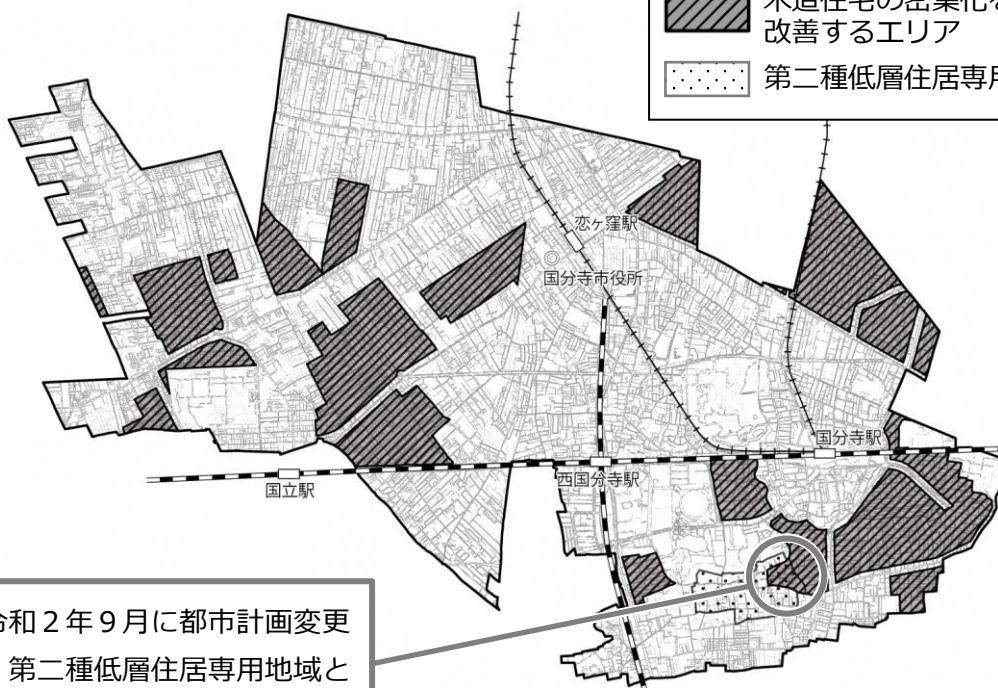 木造住宅の密集化を
改善するエリア
第二種低層住居専用
恋ヶ窪駅
国分寺市役所
国分寺駅
西国分寺駅
国立駅
令和２年９月に都市計画変更
第二種低層住居専用地域と